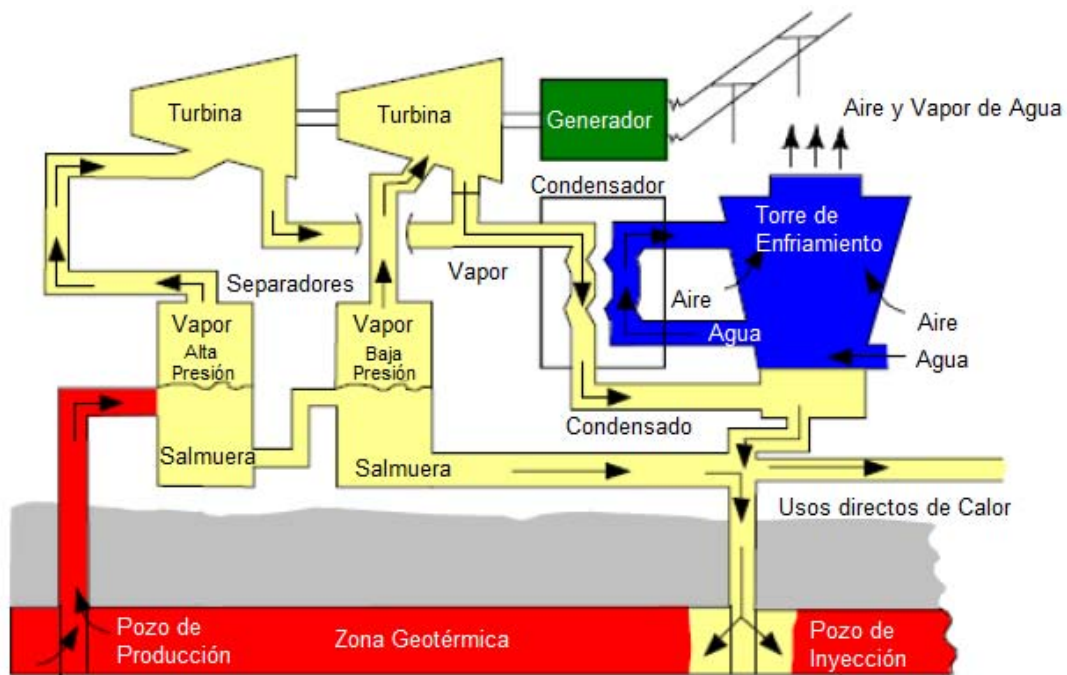 Turbina
Turbina
Generador
Aire y Vapor de Agua
Condensador
Torre de
Enfriamiento
Separadores
Vapor
Aire
Aire
Vapor
Alta
Presión
Vapor
Baja
Presión
Agua
Agua
Condensado
Salmuera
Salmuera
Usos directos de Calor
Pozo de
Producción
Zona Geotérmica
Pozo de
Inyección